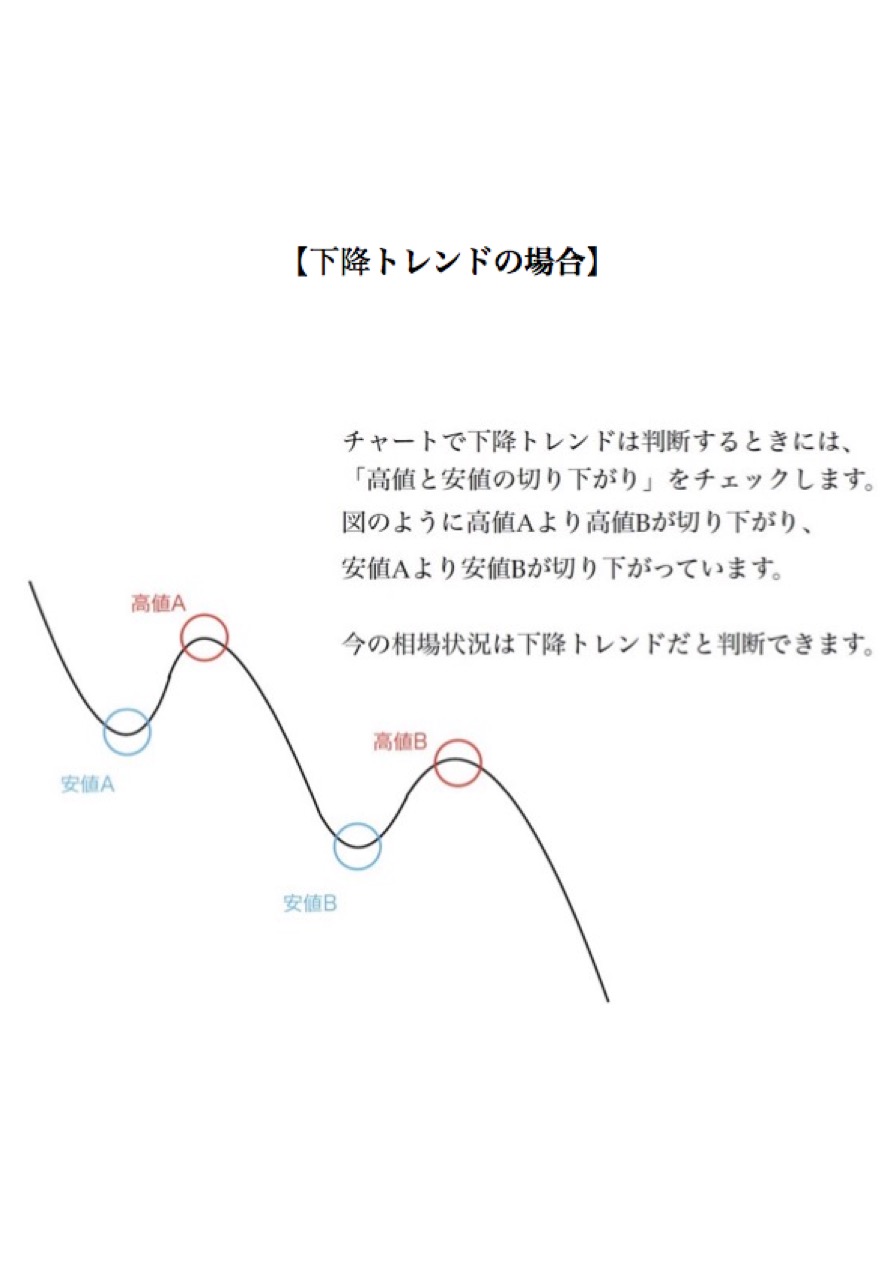 【下降トレンドの場合】
チャートで下降トレンドは判断するときには、
「高値と安値の切り下がり」をチェックします。
図のように高値Aより高値Bが切り下がり、
安値Aより安値Bが切り下がっています。
今の相場状況は下降トレンドだと判断できます。
高値A
安値A
高値B
安値B